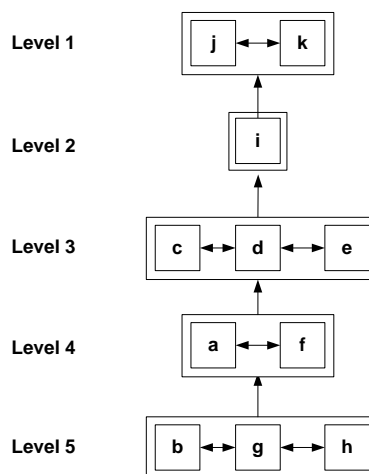 Level 1 j k
Level 2 i
Level 3 c d e
Level 4 a f
Level 5 b g h